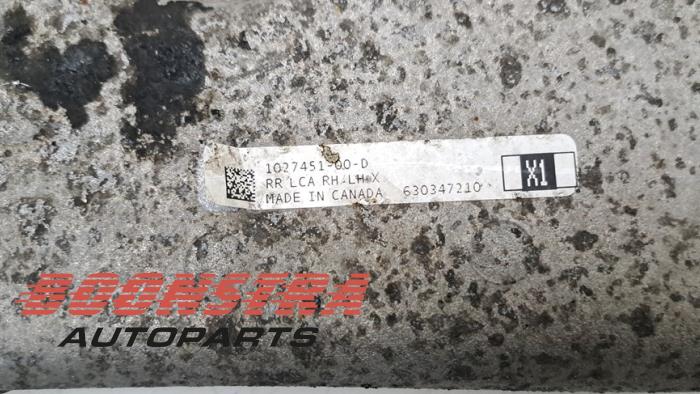 1027451-00-D
RR LCA RH-LH X
MADE IN CANADA 630347210
X1
BOONSTRA
AUTOPARTS